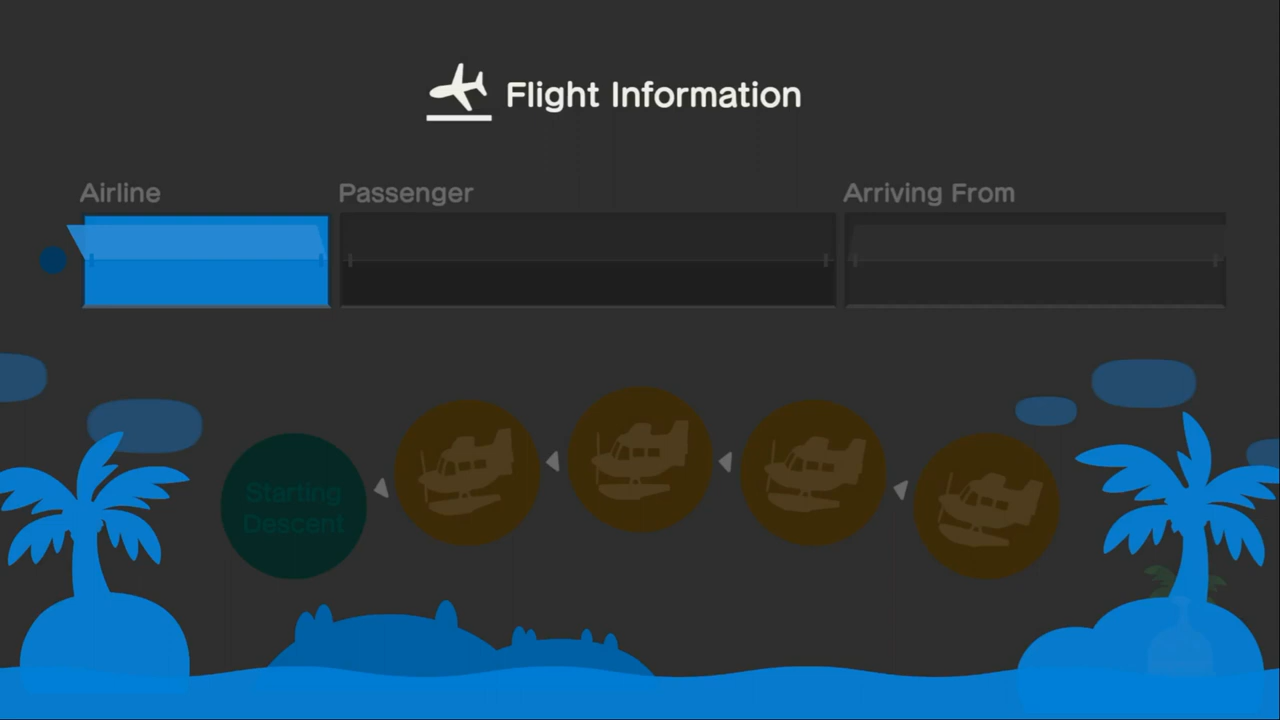 Flight Information
Airline
Passenger
Arriving From
Starting
Descent